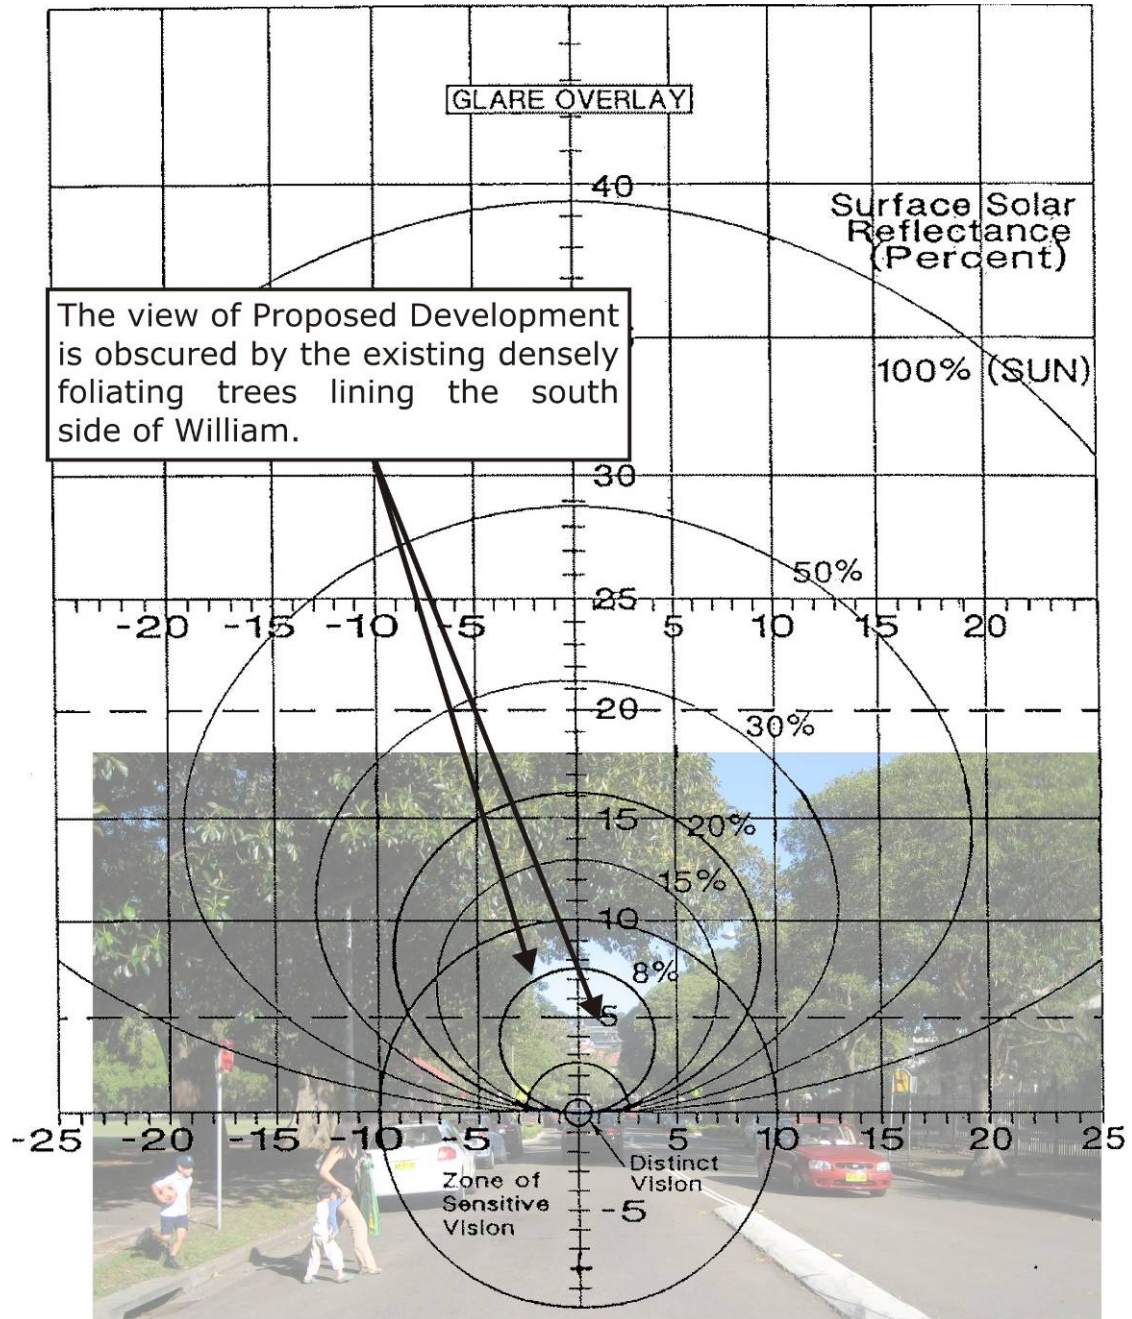 GLARE OVERLAY
40
Surface Solar
Reflectance
(Percent)
The view of Proposed Development
is obscured by the existing densely
foliating trees lining the south
side of William.
100% (SUN)
30
50%
25
-20 -15 -10 -5 5 10 15 20
20
30%
15
20%
15%
10
8%
5
-25 -20 -15 -10 -5 5 10 15 20 25
Distinct
Vision
Zone of
Sensitive
Vision
-5